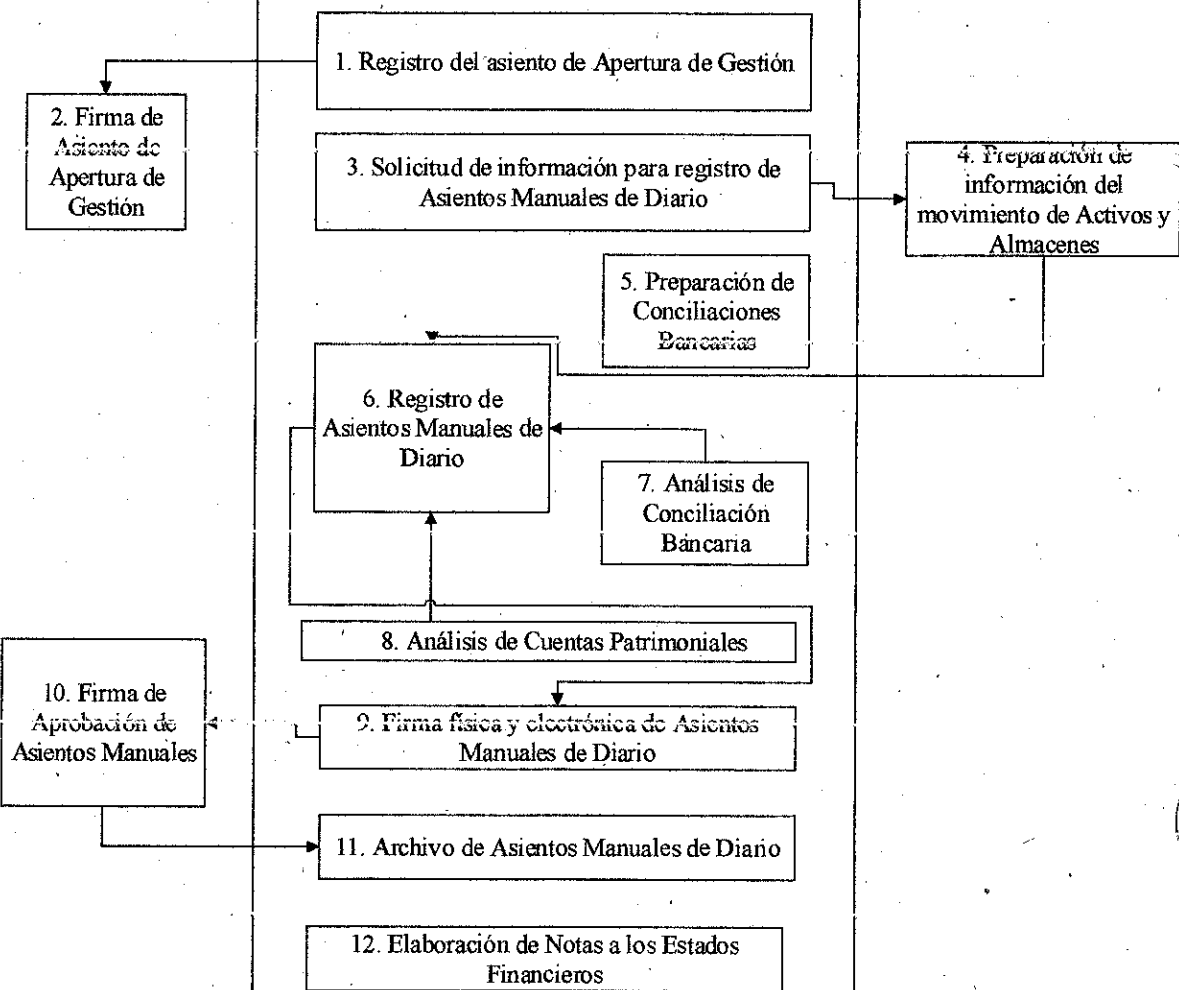 1. Registro del asiento de Apertura de Gestión
2. Firma de
Asiento de
Apertura de
Gestión
3. Solicitud de información para registro de
Asientos Manuales de Diario
4. Preparación de
información del
movimiento de Activos y
Almacenes
5. Preparación de
Conciliaciones
Bancarias
6. Registro de
Asientos Manuales de
Diario
7. Análisis de
Conciliación
Bancaria
8. Análisis de Cuentas Patrimoniales
9. Firma física y electrónica de Asientos
Manuales de Diario
10. Firma de
Aprobación de
Asientos Manuales
11. Archivo de Asientos Manuales de Diario
12. Elaboración de Notas a los Estados
Financieros